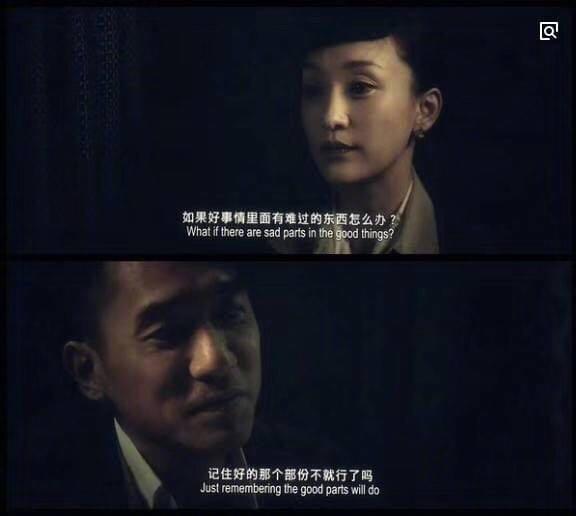 如果好事情里面有难过的东西怎么办？
What if there are sad parts in the good things?
记住好的那个部份不就行了吗
Just remembering the good parts will do